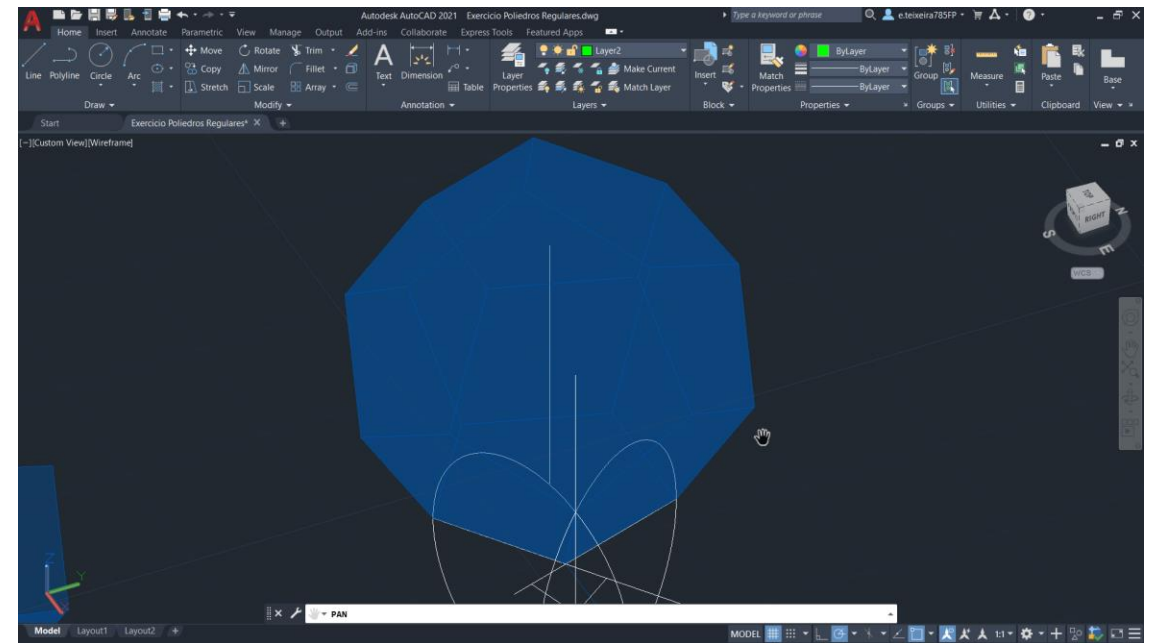 Autodesk AutoCAD 2021 Exercicio Poliedros Regulares.dwg
Type a keyword or phrase
e.teixeira785FP
Home Insert Annotate Parametric View Manage Output Add-ins Collaborate Express Tools Featured Apps
Line Polyline Circle Arc
Move Rotate Trim
Copy Mirror Fillet
Stretch Scale Array
Text Dimension
Table
Layer Properties
Layer2
Make Current
Match Layer
Insert
Match Properties
ByLayer
ByLayer
ByLayer
Group
Measure
Paste
Base
Draw Modify Annotation Layers Block Properties Groups Utilities Clipboard View
Start Exercicio Poliedros Regulares*
[-][Custom View][Wireframe]
TOP
RIGHT
N
S
E
WCS
Z
Y
PAN
Model Layout1 Layout2 +
MODEL 1:1